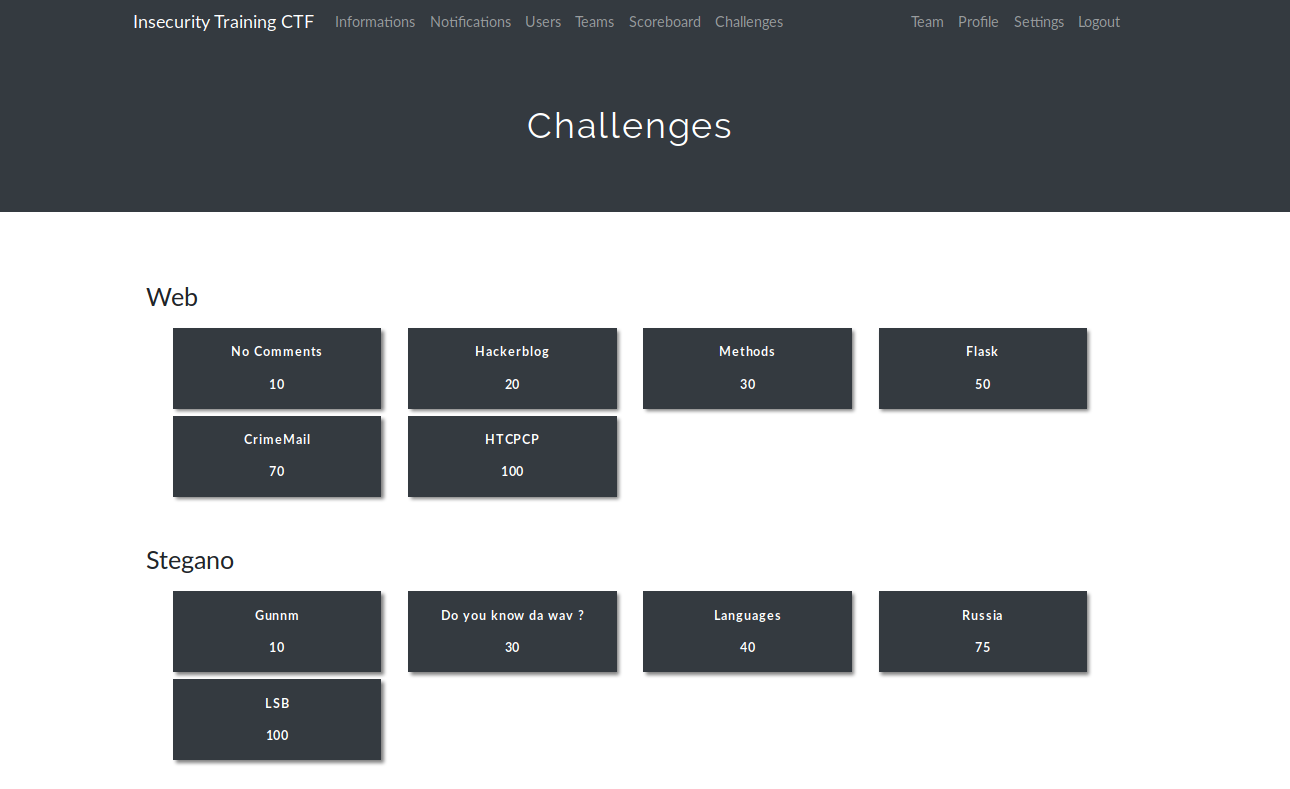 Insecurity Training CTF Informations Notifications Users Teams Scoreboard Challenges Team Profile Settings Logout
Challenges
Web
No Comments Hackerblog Methods Flask
10 20 30 50
CrimeMail HTCPCP
70 100
Stegano
Gunnm Do you know da wav ? Languages Russia
10 30 40 75
LSB
100